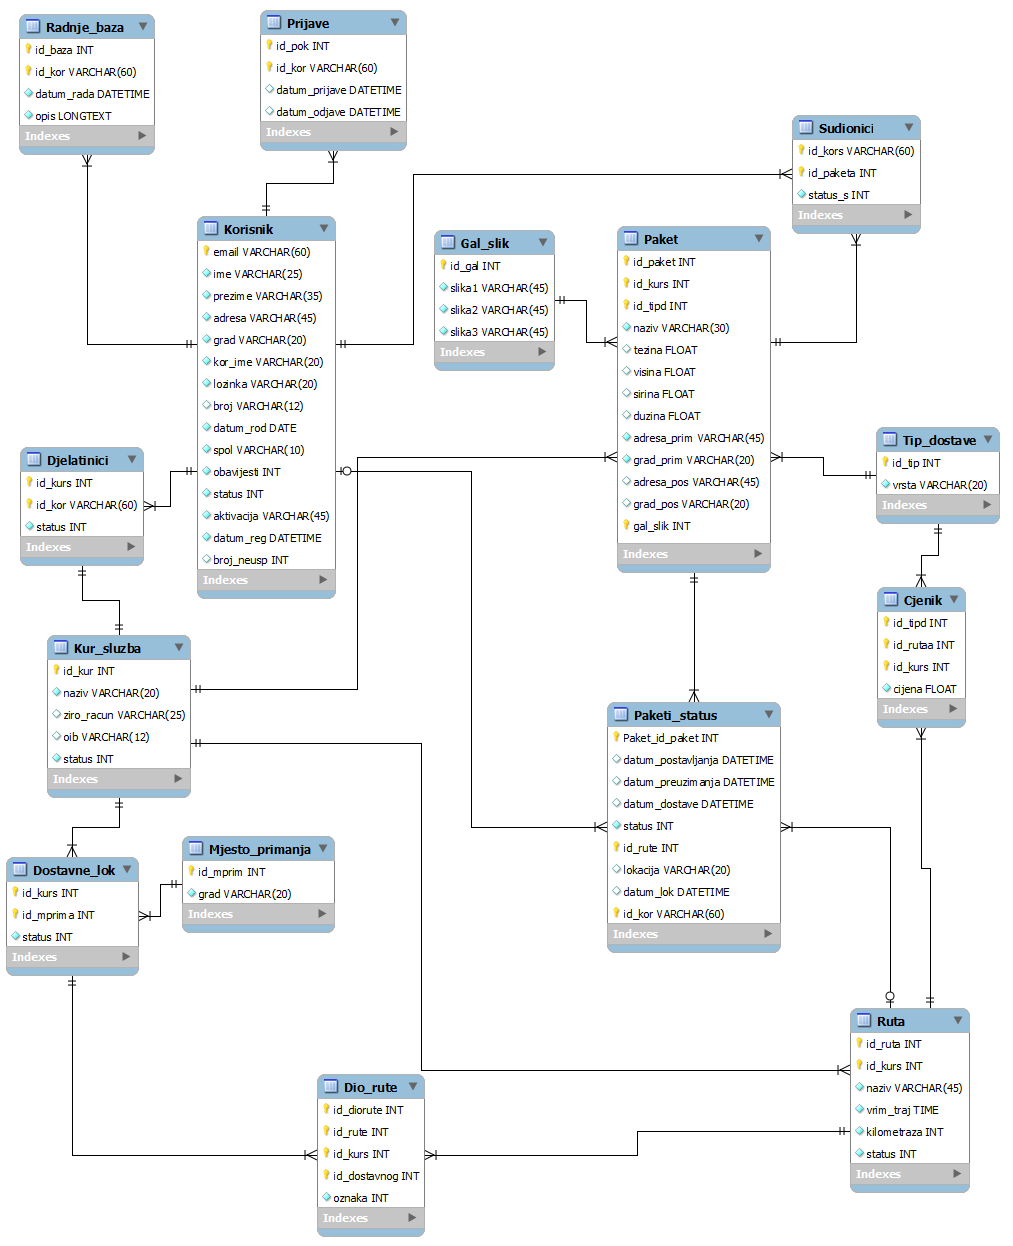 Radnje_baza
id_baza INT
id_kor VARCHAR(60)
datum_rada DATETIME
opis LONGTEXT
Indexes
Prijave
id_pok INT
id_kor VARCHAR(60)
datum_prijave DATETIME
datum_odjave DATETIME
Indexes
Sudionici
id_kors VARCHAR(60)
id_paketa INT
status_s INT
Indexes
Korisnik
email VARCHAR(60)
ime VARCHAR(25)
prezime VARCHAR(35)
adresa VARCHAR(45)
grad VARCHAR(20)
kor_ime VARCHAR(20)
lozinka VARCHAR(20)
broj VARCHAR(12)
datum_rod DATE
spol VARCHAR(10)
obavijesti INT
status INT
aktivacija VARCHAR(45)
datum_reg DATETIME
broj_neusp INT
Indexes
Gal_slik
id_gal INT
slika1 VARCHAR(45)
slika2 VARCHAR(45)
slika3 VARCHAR(45)
Indexes
Paket
id_paket INT
id_kurs INT
id_tipd INT
naziv VARCHAR(30)
tezina FLOAT
visina FLOAT
sirina FLOAT
duzina FLOAT
adresa_prim VARCHAR(45)
grad_prim VARCHAR(20)
adresa_pos VARCHAR(45)
grad_pos VARCHAR(20)
gal_slik INT
Indexes
Tip_dostave
id_tip INT
vrsta VARCHAR(20)
Indexes
Djelatinici
id_kurs INT
id_kor VARCHAR(60)
status INT
Indexes
Cjenik
id_tipd INT
id_rutaa INT
id_kurs INT
cijena FLOAT
Indexes
Kur_sluzba
id_kur INT
naziv VARCHAR(20)
ziro_racun VARCHAR(25)
oib VARCHAR(12)
status INT
Indexes
Paketi_status
Paket_id_paket INT
datum_postavljanja DATETIME
datum_preuzimanja DATETIME
datum_dostave DATETIME
status INT
id_rute INT
lokacija VARCHAR(20)
datum_lok DATETIME
id_kor VARCHAR(60)
Indexes
Dostavne_lok
id_kurs INT
id_mprima INT
status INT
Indexes
Mjesto_primanja
id_mprim INT
grad VARCHAR(20)
Indexes
Ruta
id_ruta INT
id_kurs INT
naziv VARCHAR(45)
vrim_traj TIME
kilometraza INT
status INT
Indexes
Dio_rute
id_diorute INT
id_rute INT
id_kurs INT
id_dostavnog INT
oznaka INT
Indexes